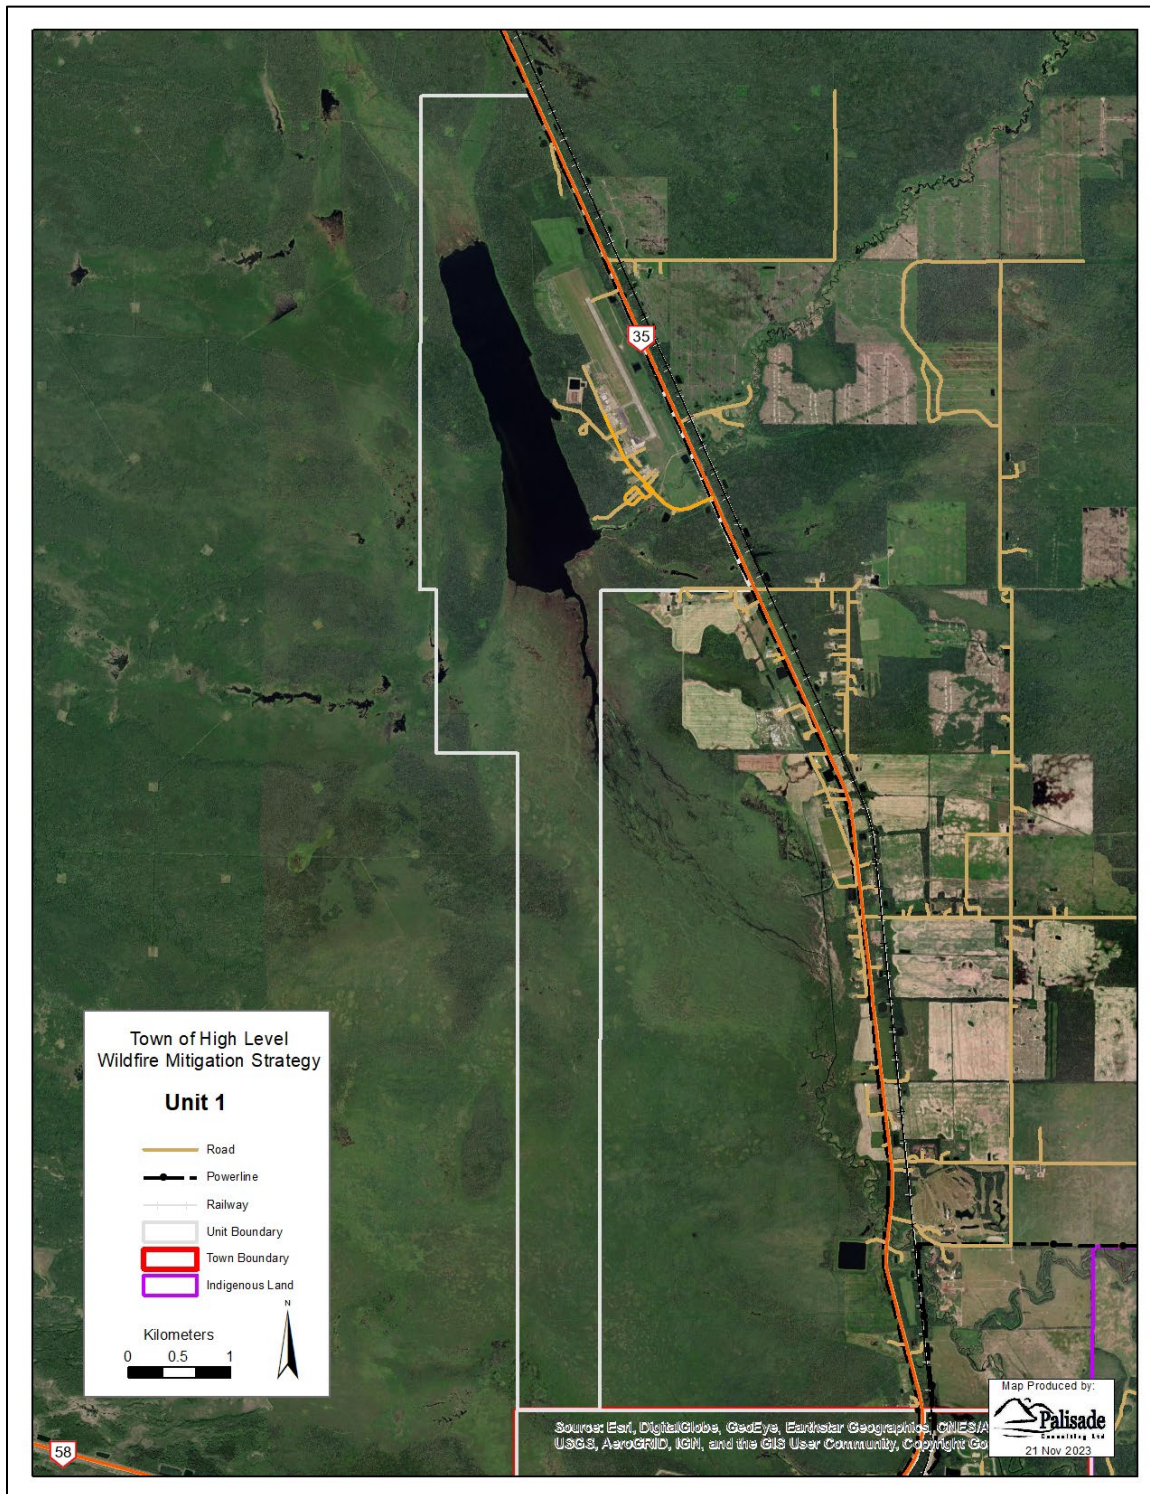 35
Town of High Level
Wildfire Mitigation Strategy
Unit 1
Road
Powerline
Railway
Unit Boundary
Town Boundary
Indigenous Land
N
Kilometers
0 0.5 1
58
Source: Esri, DigitalGlobe, GeoEye, Earthstar Geographics, CNES/A
USGS, AeroGRID, IGN, and the GIS User Community, Copyright Go
Map Produced by:
Palisade
Consulting Ltd
21 Nov 2023